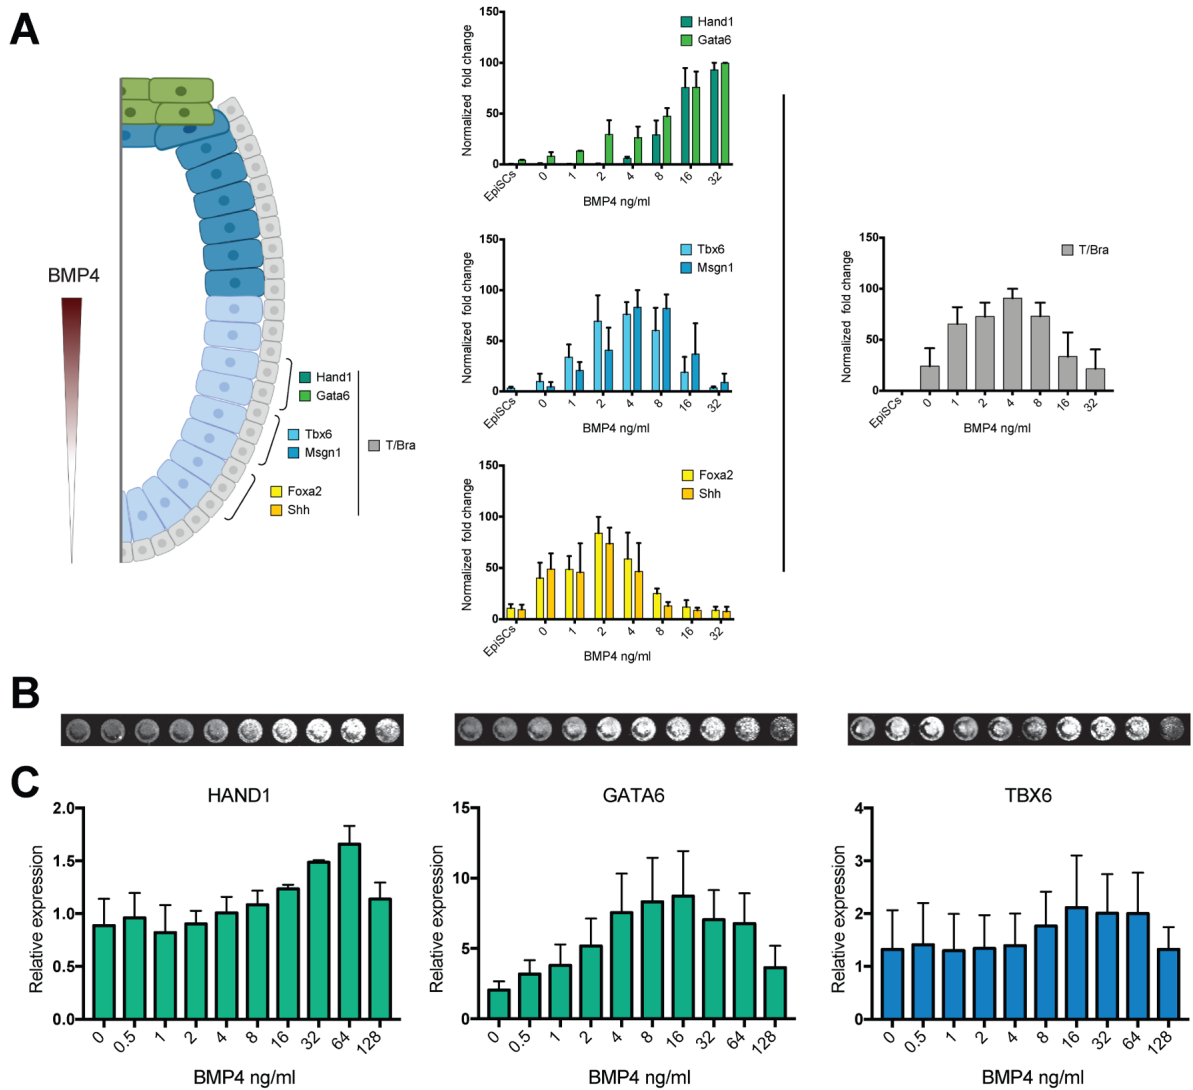 A
BMP4
Hand1
Gata6
Tbx6
Msgn1
Foxa2
Shh
T/Bra
Normalized fold change
150
100
50
0
Hand1
Gata6
EpiSCs 0 1 2 4 8 16 32
BMP4 ng/ml
Normalized fold change
150
100
50
0
Tbx6
Msgn1
EpiSCs 0 1 2 4 8 16 32
BMP4 ng/ml
Normalized fold change
150
100
50
0
Foxa2
Shh
EpiSCs 0 1 2 4 8 16 32
BMP4 ng/ml
Normalized fold change
150
100
50
0
T/Bra
EpiSCs 0 1 2 4 8 16 32
BMP4 ng/ml
B
C
HAND1
Relative expression
2.0
1.5
1.0
0.5
0.0
0 0.5 1 2 4 8 16 32 64 128
BMP4 ng/ml
GATA6
Relative expression
15
10
5
0
0 0.5 1 2 4 8 16 32 64 128
BMP4 ng/ml
TBX6
Relative expression
4
3
2
1
0
0 0.5 1 2 4 8 16 32 64 128
BMP4 ng/ml